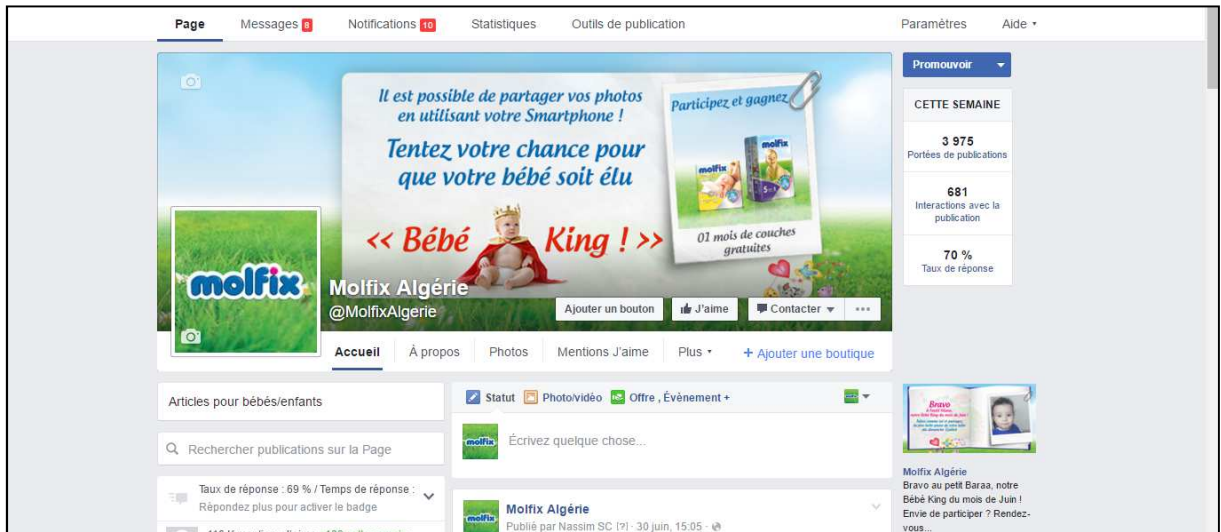 Page Messages 8 Notifications 10 Statistiques Outils de publication Paramètres Aide
Il est possible de partager vos photos
en utilisant votre Smartphone !
Tentez votre chance pour
que votre bébé soit élu
<< Bébé King ! >>
Participez et gagnez
molfix
molfix
01 mois de couches
gratuites
molfix
Molfix Algérie
@MolfixAlgerie
Ajouter un bouton J'aime Contacter ...
Accueil À propos Photos Mentions J'aime Plus + Ajouter une boutique
Promouvoir
CETTE SEMAINE
3 975
Portées de publications
681
Interactions avec la
publication
70 %
Taux de réponse
Articles pour bébés/enfants
Rechercher publications sur la Page
Taux de réponse : 69 % / Temps de réponse :
Répondez plus pour activer le badge
Statut Photo/vidéo Offre , Évènement +
molfix
Écrivez quelque chose...
molfix
Molfix Algérie
Publié par Nassim SC [?] · 30 juin, 15:05 ·
Bravo
Molfix Algérie
Bravo au petit Baraa, notre
Bébé King du mois de Juin !
Envie de participer ? Rendez-
vous...